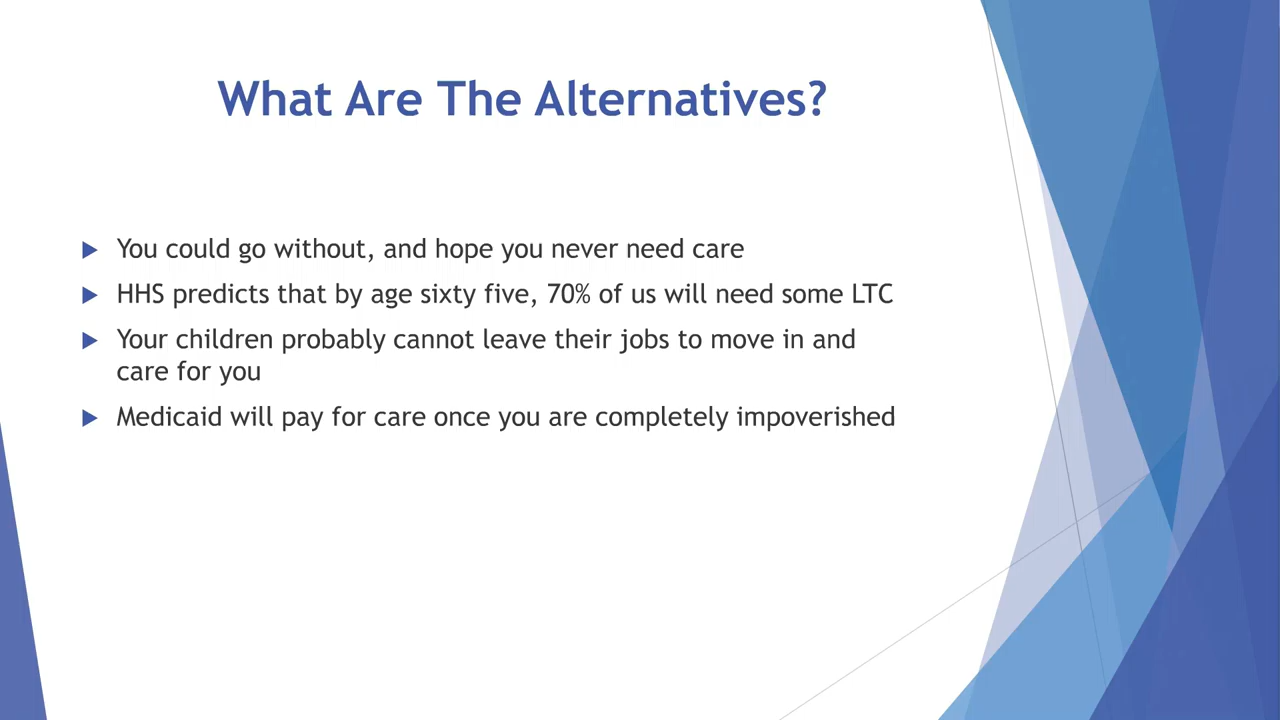 What Are The Alternatives?
You could go without, and hope you never need care
HHS predicts that by age sixty five, 70% of us will need some LTC
Your children probably cannot leave their jobs to move in and
care for you
Medicaid will pay for care once you are completely impoverished